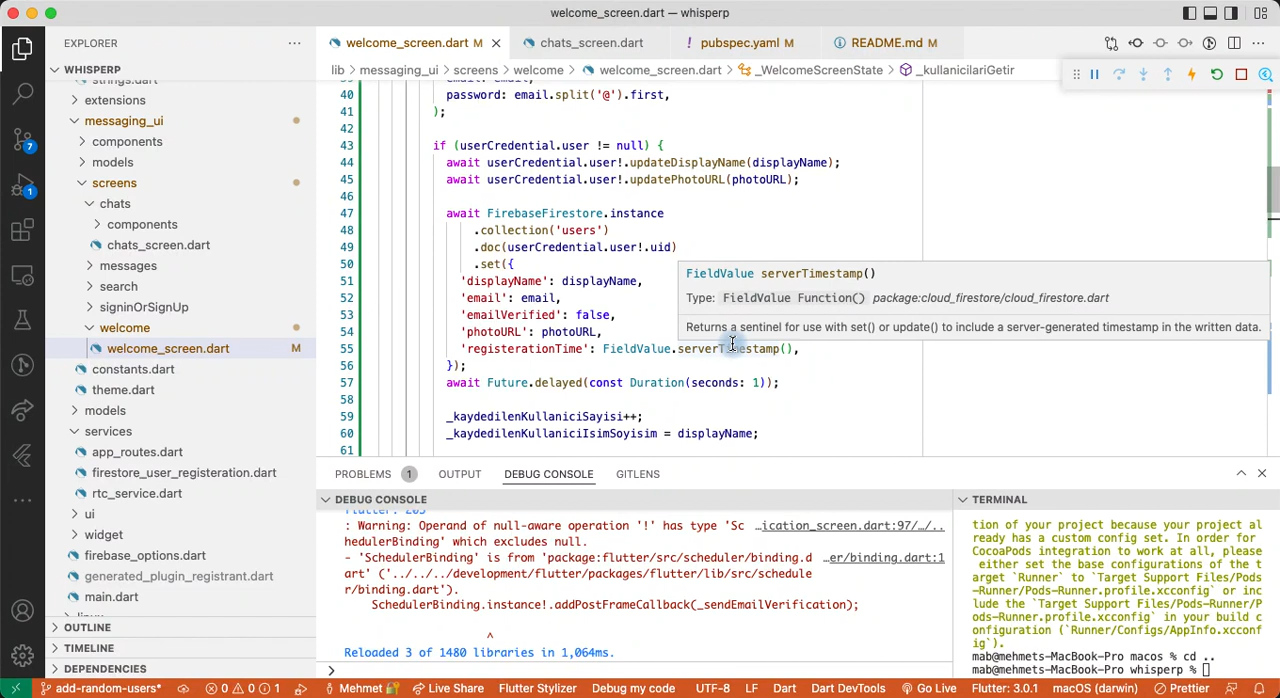 welcome_screen.dart — whisperp
EXPLORER
WHISPERP
strings.dart
extensions
messaging_ui
components
models
screens
chats
components
chats_screen.dart
messages
search
signinOrSignUp
welcome
welcome_screen.dart M
constants.dart
theme.dart
models
services
app_routes.dart
firestore_user_registeration.dart
rtc_service.dart
ui
widget
firebase_options.dart
generated_plugin_registrant.dart
main.dart
OUTLINE
TIMELINE
DEPENDENCIES
7
1
welcome_screen.dart M
chats_screen.dart
! pubspec.yaml M
README.md M
lib > messaging_ui > screens > welcome > welcome_screen.dart > _WelcomeScreenState > _kullanicilariGetir
39 email: email,
40 password: email.split('@').first,
41 );
42
43 if (userCredential.user != null) {
44 await userCredential.user!.updateDisplayName(displayName);
45 await userCredential.user!.updatePhotoURL(photoURL);
46
47 await FirebaseFirestore.instance
48 .collection('users')
49 .doc(userCredential.user!.uid)
50 .set({
51 'displayName': displayName,
52 'email': email,
53 'emailVerified': false,
54 'photoURL': photoURL,
55 'registerationTime': FieldValue.serverTimestamp(),
56 });
57 await Future.delayed(const Duration(seconds: 1));
58
59 _kaydedilenKullaniciSayisi++;
60 _kaydedilenKullaniciIsimSoyisim = displayName;
61
FieldValue serverTimestamp()
Type: FieldValue Function() package:cloud_firestore/cloud_firestore.dart
Returns a sentinel for use with set() or update() to include a server-generated timestamp in the written data.
PROBLEMS 1 OUTPUT DEBUG CONSOLE GITLENS
DEBUG CONSOLE
: Warning: Operand of null-aware operation '!' has type 'Sc …ication_screen.dart:97/…/..
hedulerBinding' which excludes null.
- 'SchedulerBinding' is from 'package:flutter/src/scheduler/binding.d …er/binding.dart:1
art' ('../../../development/flutter/packages/flutter/lib/src/schedule
r/binding.dart').
SchedulerBinding.instance!.addPostFrameCallback(_sendEmailVerification);
^
Reloaded 3 of 1480 libraries in 1,064ms.
>
TERMINAL
tion of your project because your project al
ready has a custom config set. In order for
CocoaPods integration to work at all, please
either set the base configurations of the t
arget `Runner` to `Target Support Files/Pods
-Runner/Pods-Runner.profile.xcconfig` or inc
lude the `Target Support Files/Pods-Runner/P
ods-Runner.profile.xcconfig` in your build c
onfiguration (`Runner/Configs/AppInfo.xcconf
ig`).
mab@mehmets-MacBook-Pro macos % cd ..
mab@mehmets-MacBook-Pro whisperp %
add-random-users* 0 0 1 Mehmet Live Share Flutter Stylizer Debug my code UTF-8 LF Dart Dart DevTools Go Live Flutter: 3.0.1 macOS (darwin) Prettier